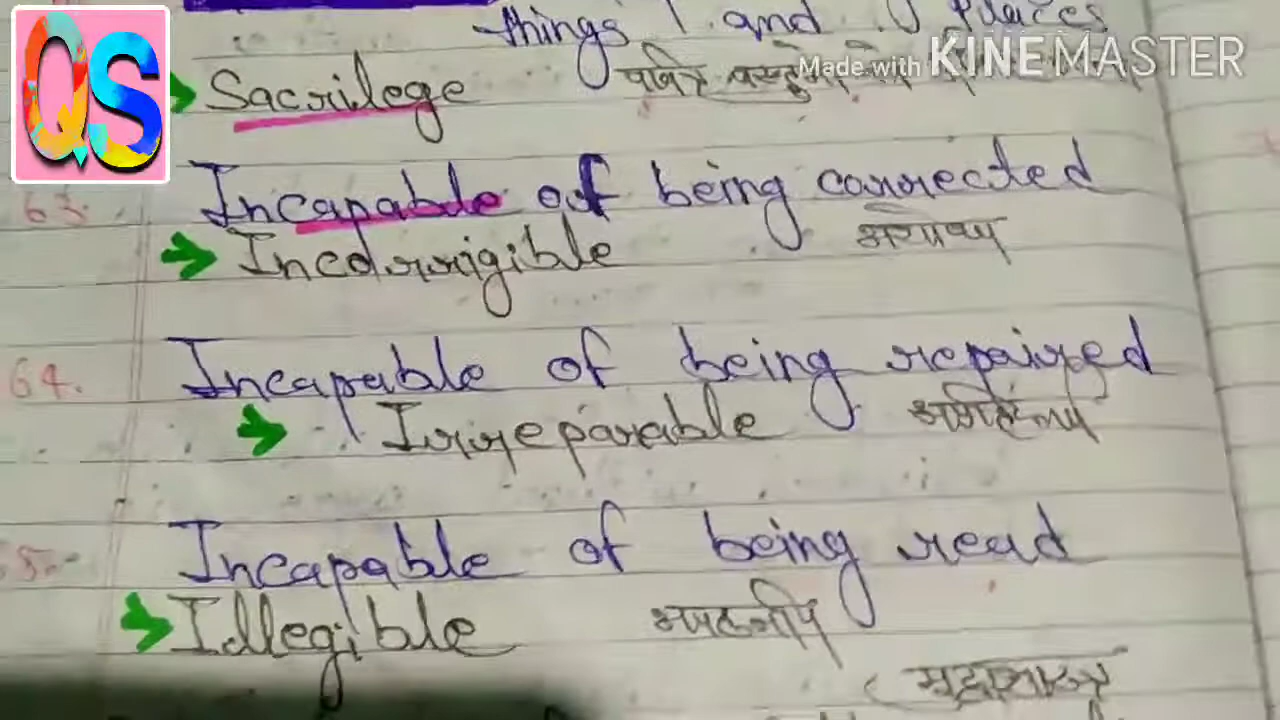 things and places
QS
Made with KINEMASTER
Sacrilege पवित्र
63. Incapable of being corrected
Incorrigible
64. Incapable of being repaired
Irreparable
Incapable of being read
Illegible अपठनीय